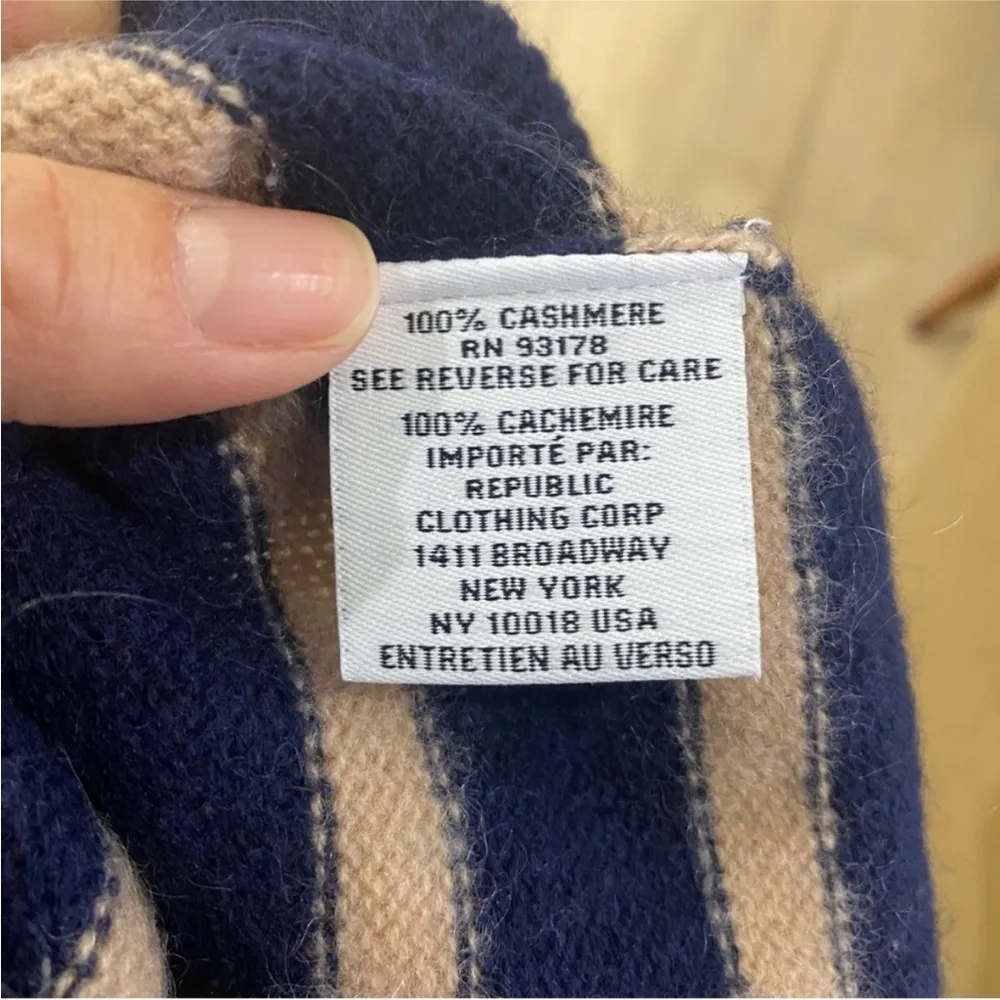 100% CASHMERE
RN 93178
SEE REVERSE FOR CARE
100% CACHEMIRE
IMPORTÉ PAR:
REPUBLIC
CLOTHING CORP
1411 BROADWAY
NEW YORK
NY 10018 USA
ENTRETIEN AU VERSO